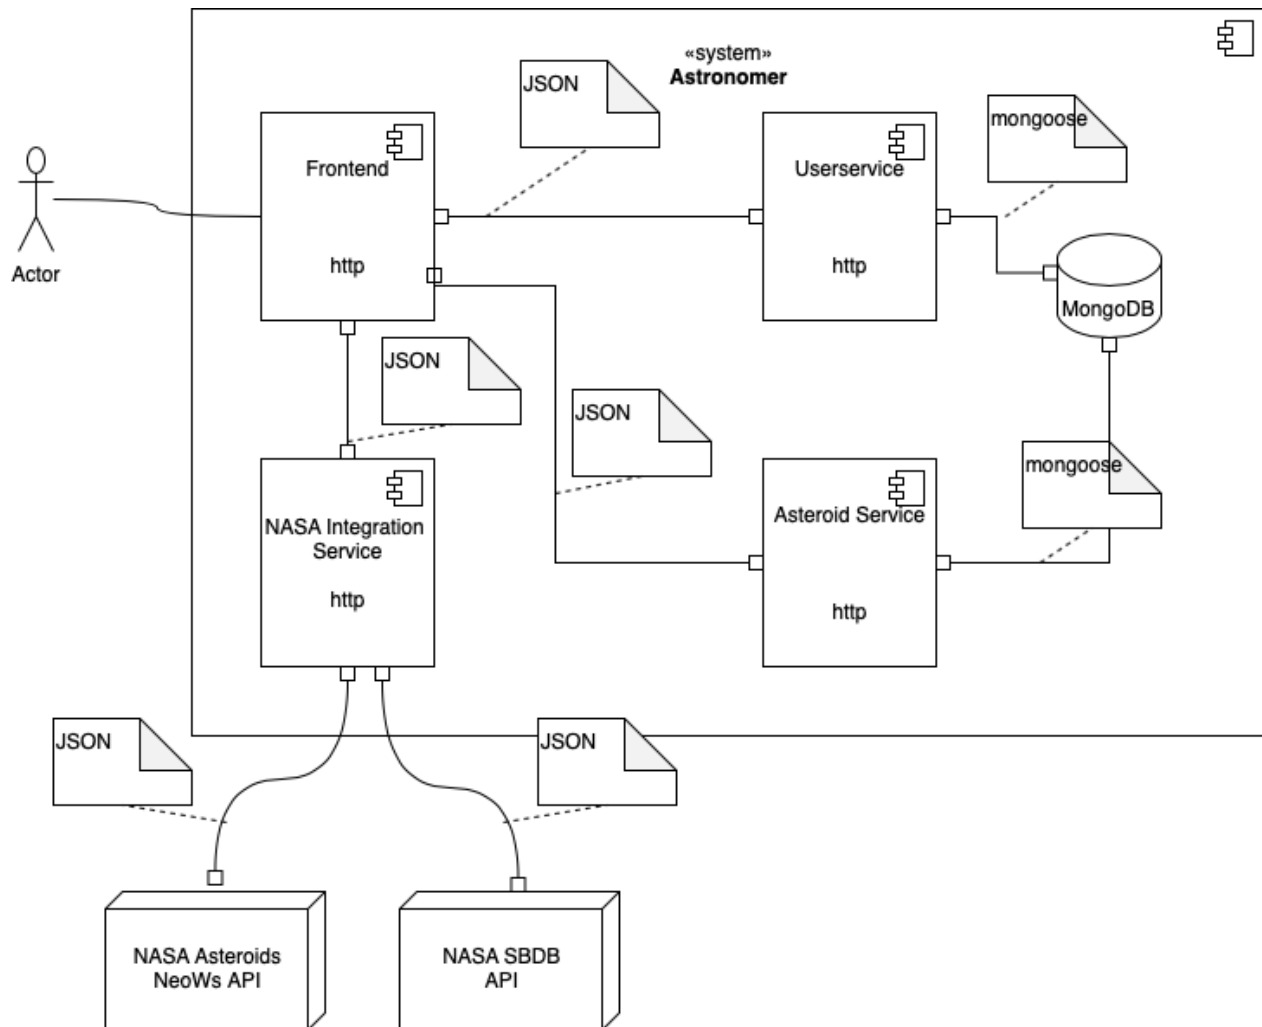 «system»
Astronomer
JSON
mongoose
Frontend
http
Userservice
http
Actor
MongoDB
JSON
JSON
mongoose
NASA Integration
Service
http
Asteroid Service
http
JSON
JSON
NASA Asteroids
NeoWs API
NASA SBDB
API